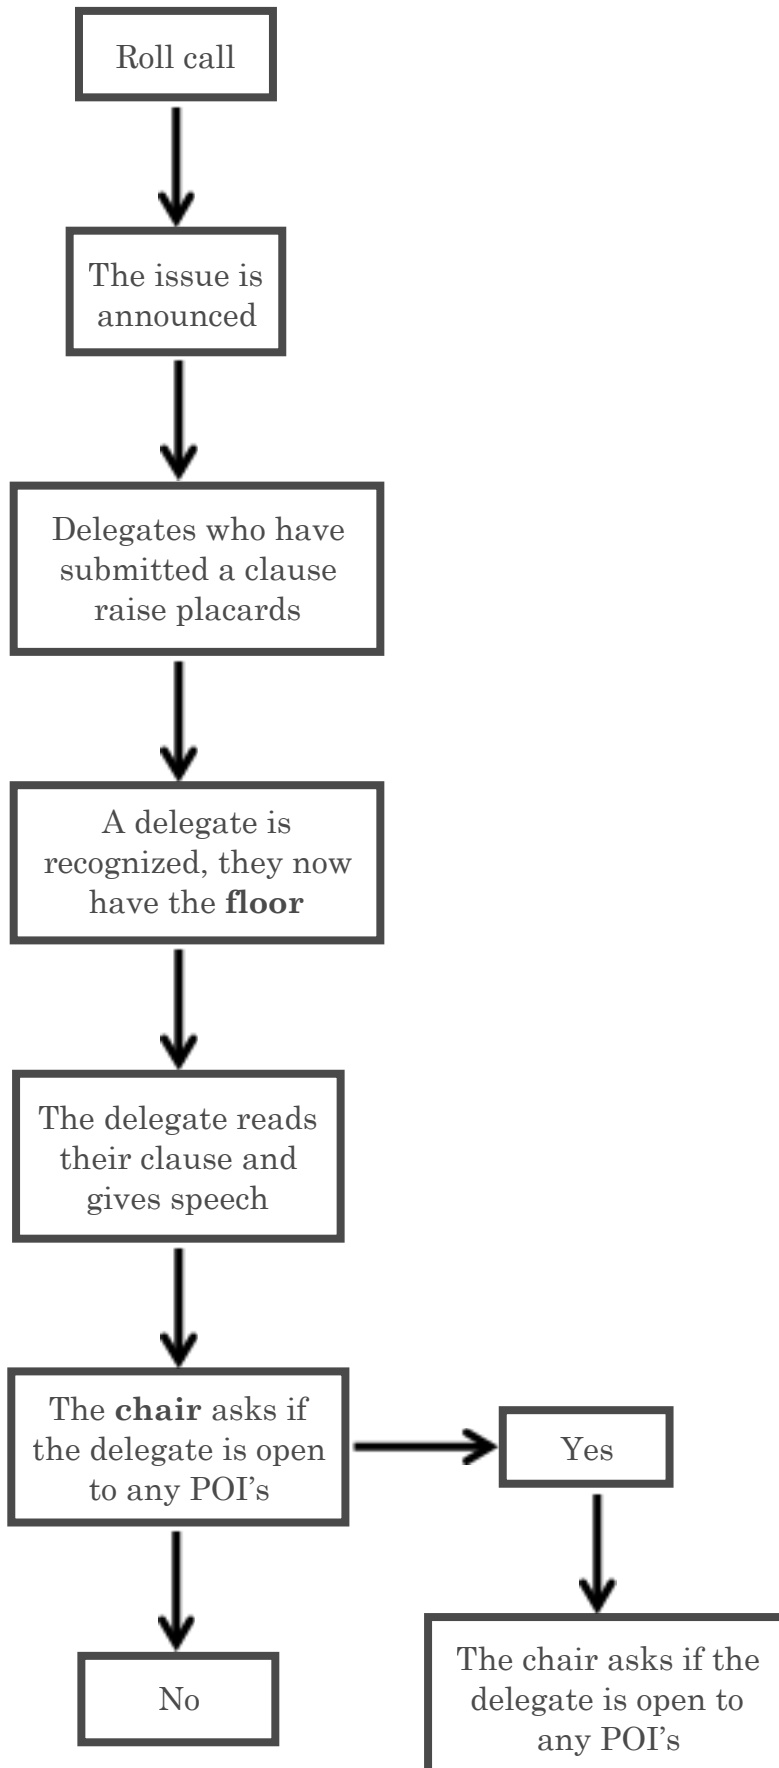 Roll call
The issue is
announced
Delegates who have
submitted a clause
raise placards
A delegate is
recognized, they now
have the floor
The delegate reads
their clause and
gives speech
The chair asks if
the delegate is open
to any POI's
Yes
No
The chair asks if the
delegate is open to
any POI's